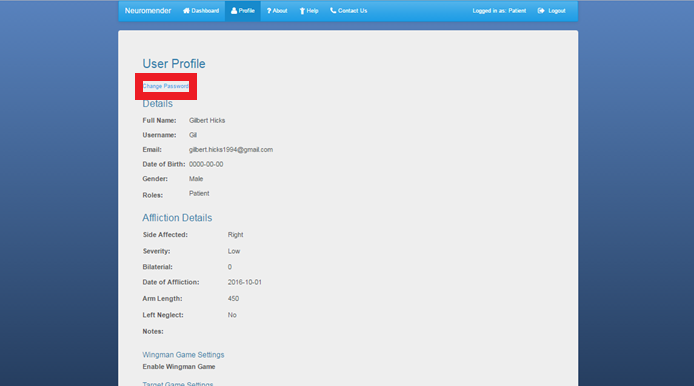 Neuromender Dashboard Profile About Help Contact Us Logged in as: Patient Logout
User Profile
Change Password
Details
Full Name: Gilbert Hicks
Username: Gil
Email: gilbert.hicks1994@gmail.com
Date of Birth: 0000-00-00
Gender: Male
Roles: Patient
Affliction Details
Side Affected: Right
Severity: Low
Bilaterial: 0
Date of Affliction: 2016-10-01
Arm Length: 450
Left Neglect: No
Notes:
Wingman Game Settings
Enable Wingman Game
Target Game Settings